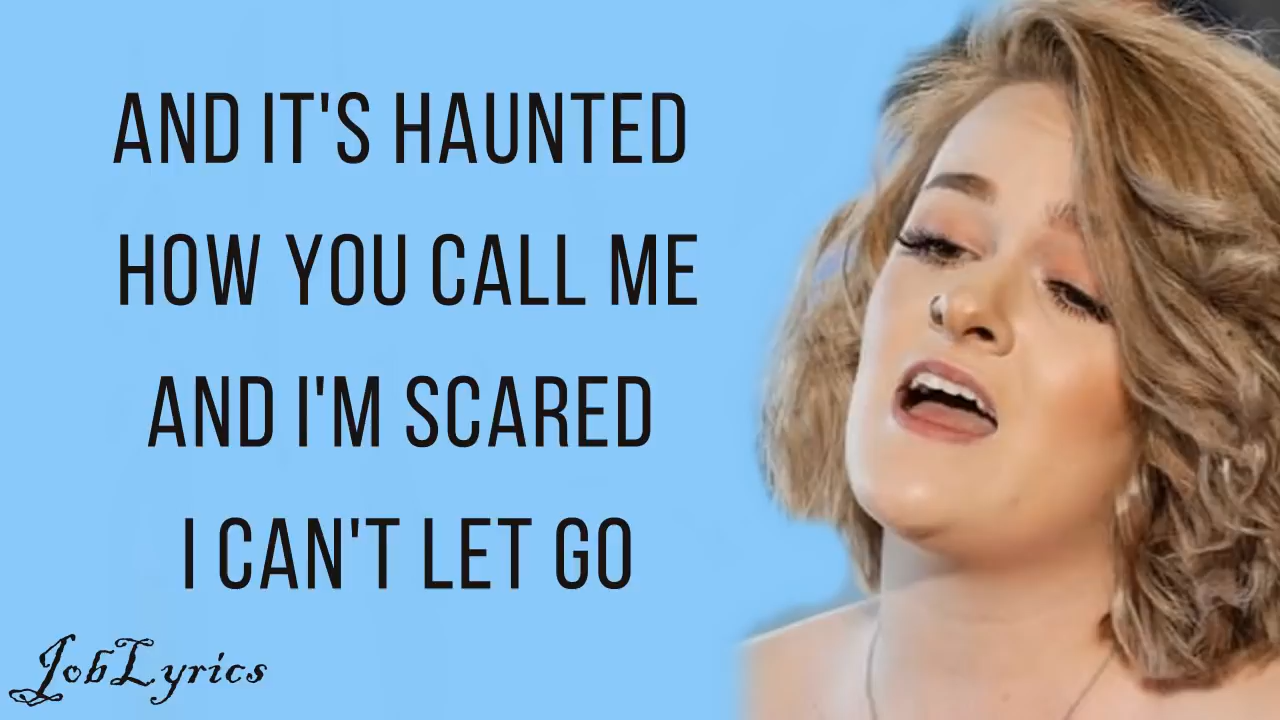 AND IT'S HAUNTED
HOW YOU CALL ME
AND I'M SCARED
I CAN'T LET GO
JobLyrics